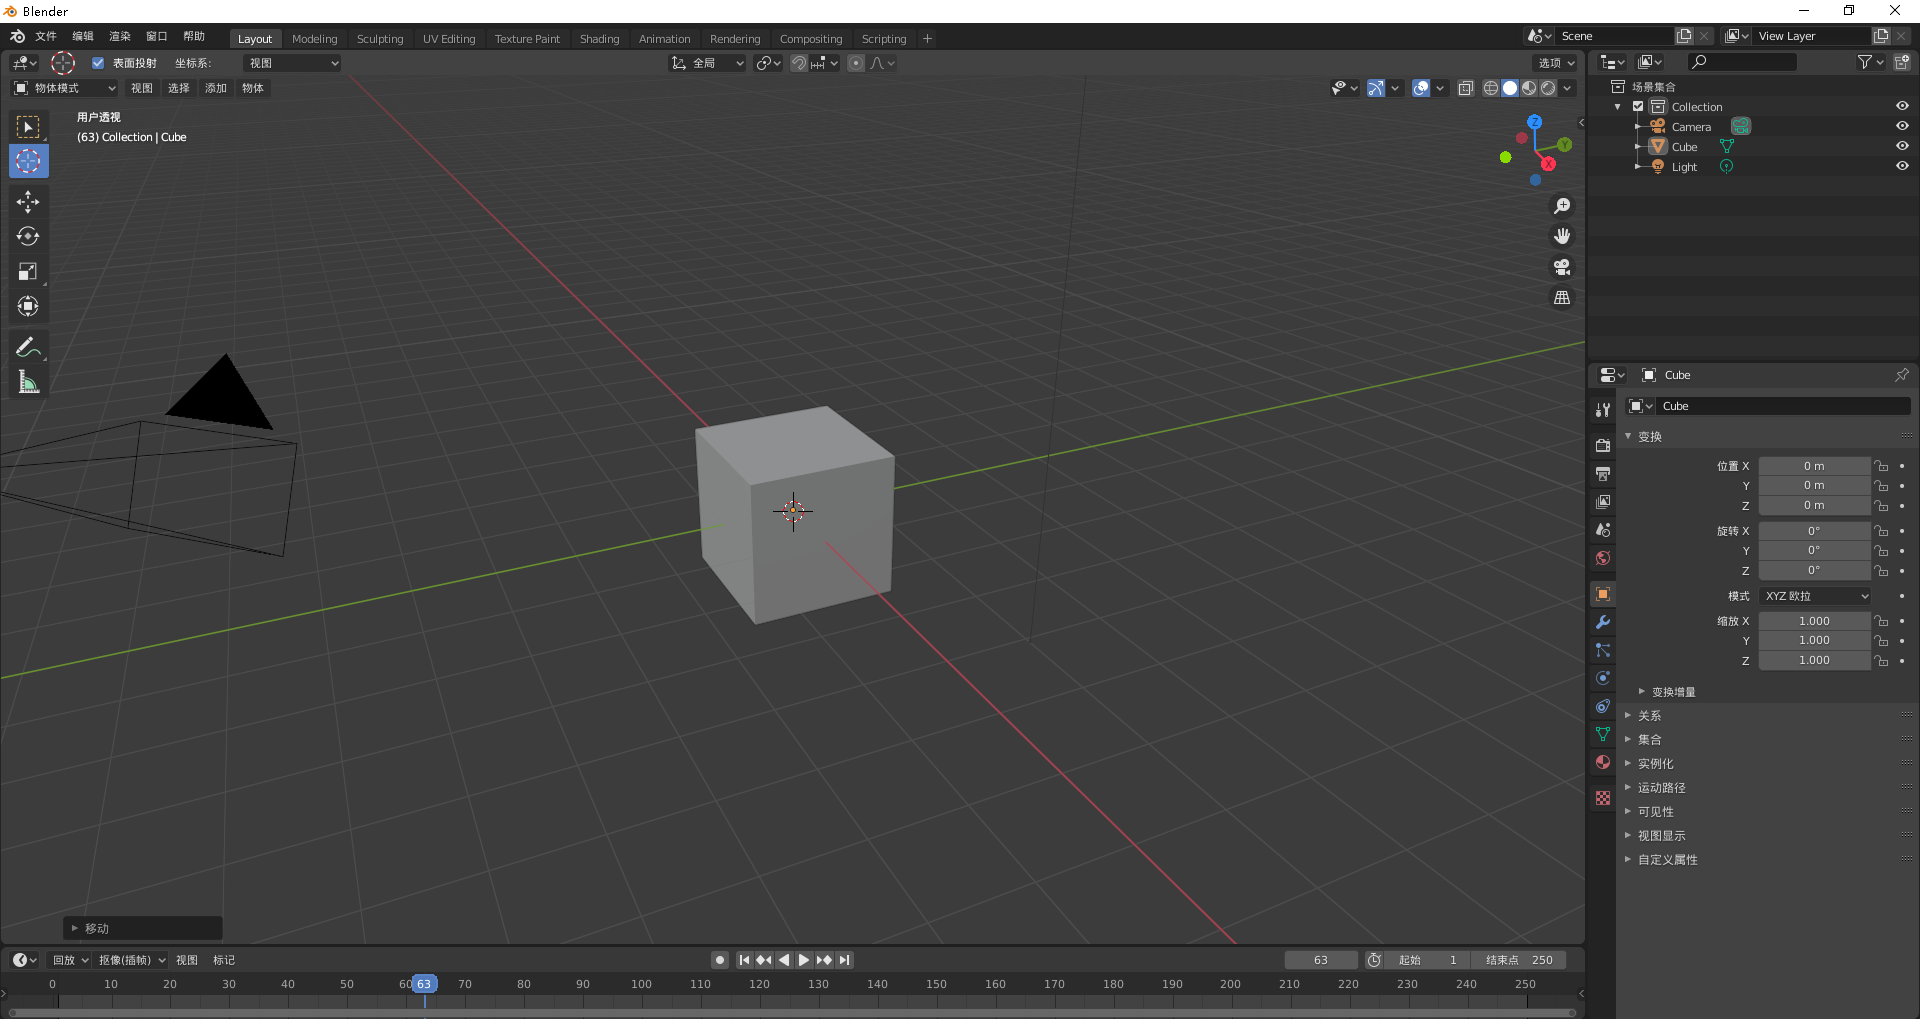 Blender
文件 编辑 渲染 窗口 帮助 Layout Modeling Sculpting UV Editing Texture Paint Shading Animation Rendering Compositing Scripting + Scene View Layer
表面投射 坐标系: 视图 全局 选项
物体模式 视图 选择 添加 物体
用户透视
(63) Collection | Cube
Z
Y
X
移动
场景集合
Collection
Camera
Cube
Light
Cube
Cube
变换
位置 X 0 m
Y 0 m
Z 0 m
旋转 X 0°
Y 0°
Z 0°
模式 XYZ 欧拉
缩放 X 1.000
Y 1.000
Z 1.000
变换增量
关系
集合
实例化
运动路径
可见性
视图显示
自定义属性
回放 抠像(插帧) 视图 标记 63 起始 1 结束点 250
0 10 20 30 40 50 60 63 70 80 90 100 110 120 130 140 150 160 170 180 190 200 210 220 230 240 250